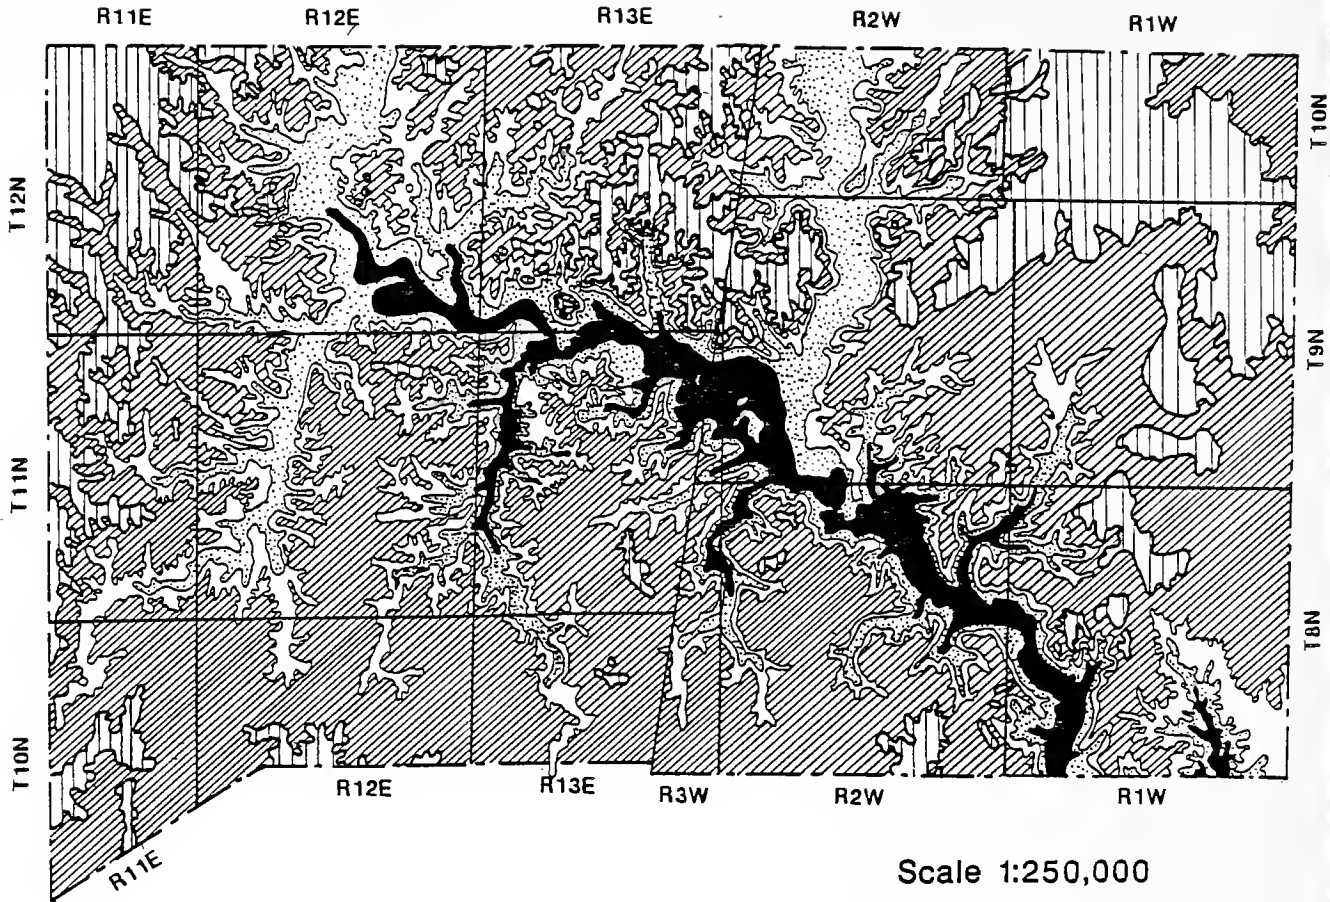 R11E R12E R13E R2W R1W
T10N
T12N
T9N
T11N
T8N
T10N
R12E R13E R3W R2W R1W
R11E
Scale 1:250,000